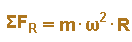 ΣF_R = m · ω² · R